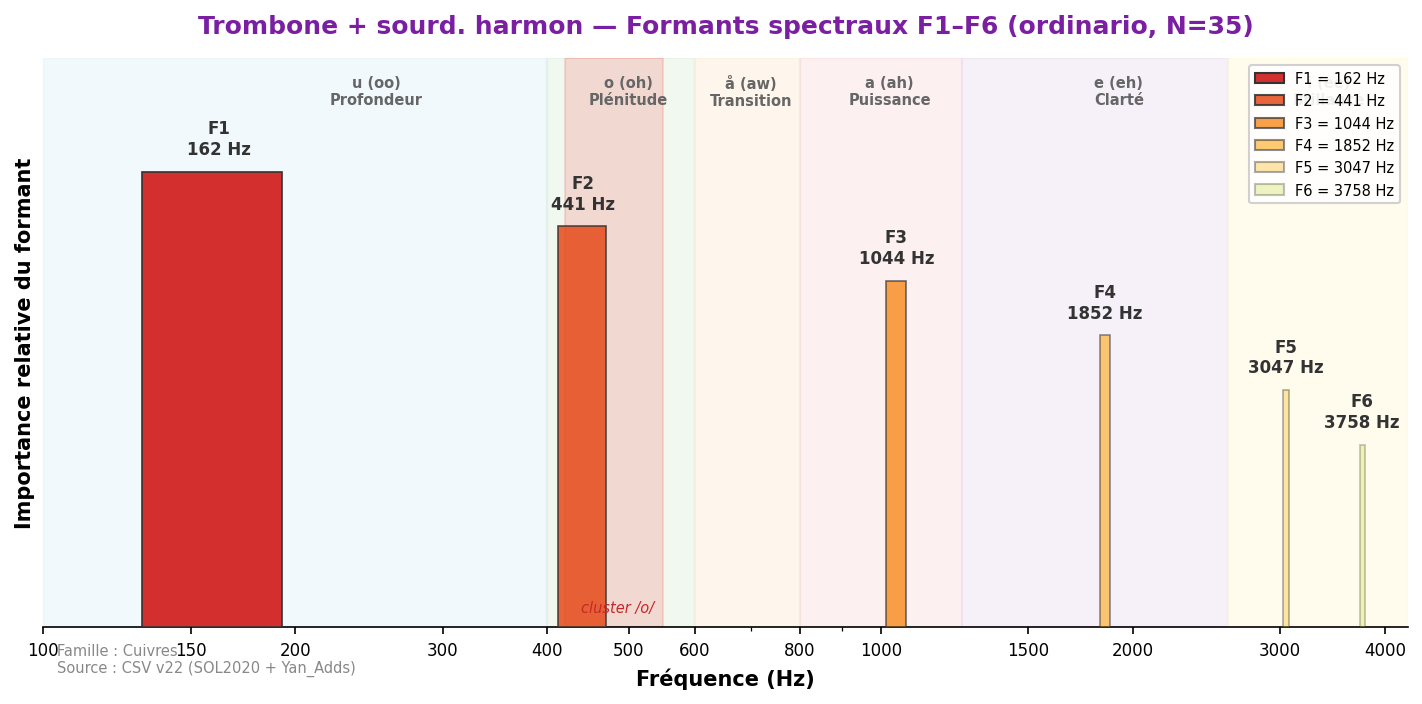 Trombone + sourd. harmon — Formants spectraux F1–F6 (ordinario, N=35)
u (oo)
Profondeur
o (oh)
Plénitude
å (aw)
Transition
a (ah)
Puissance
e (eh)
Clarté
F1 = 162 Hz
F2 = 441 Hz
F3 = 1044 Hz
F4 = 1852 Hz
F5 = 3047 Hz
F6 = 3758 Hz
F1
162 Hz
F2
441 Hz
F3
1044 Hz
F4
1852 Hz
F5
3047 Hz
F6
3758 Hz
cluster /o/
Importance relative du formant
100 150 200 300 400 500 600 800 1000 1500 2000 3000 4000
Famille : Cuivres
Source : CSV v22 (SOL2020 + Yan_Adds)
Fréquence (Hz)